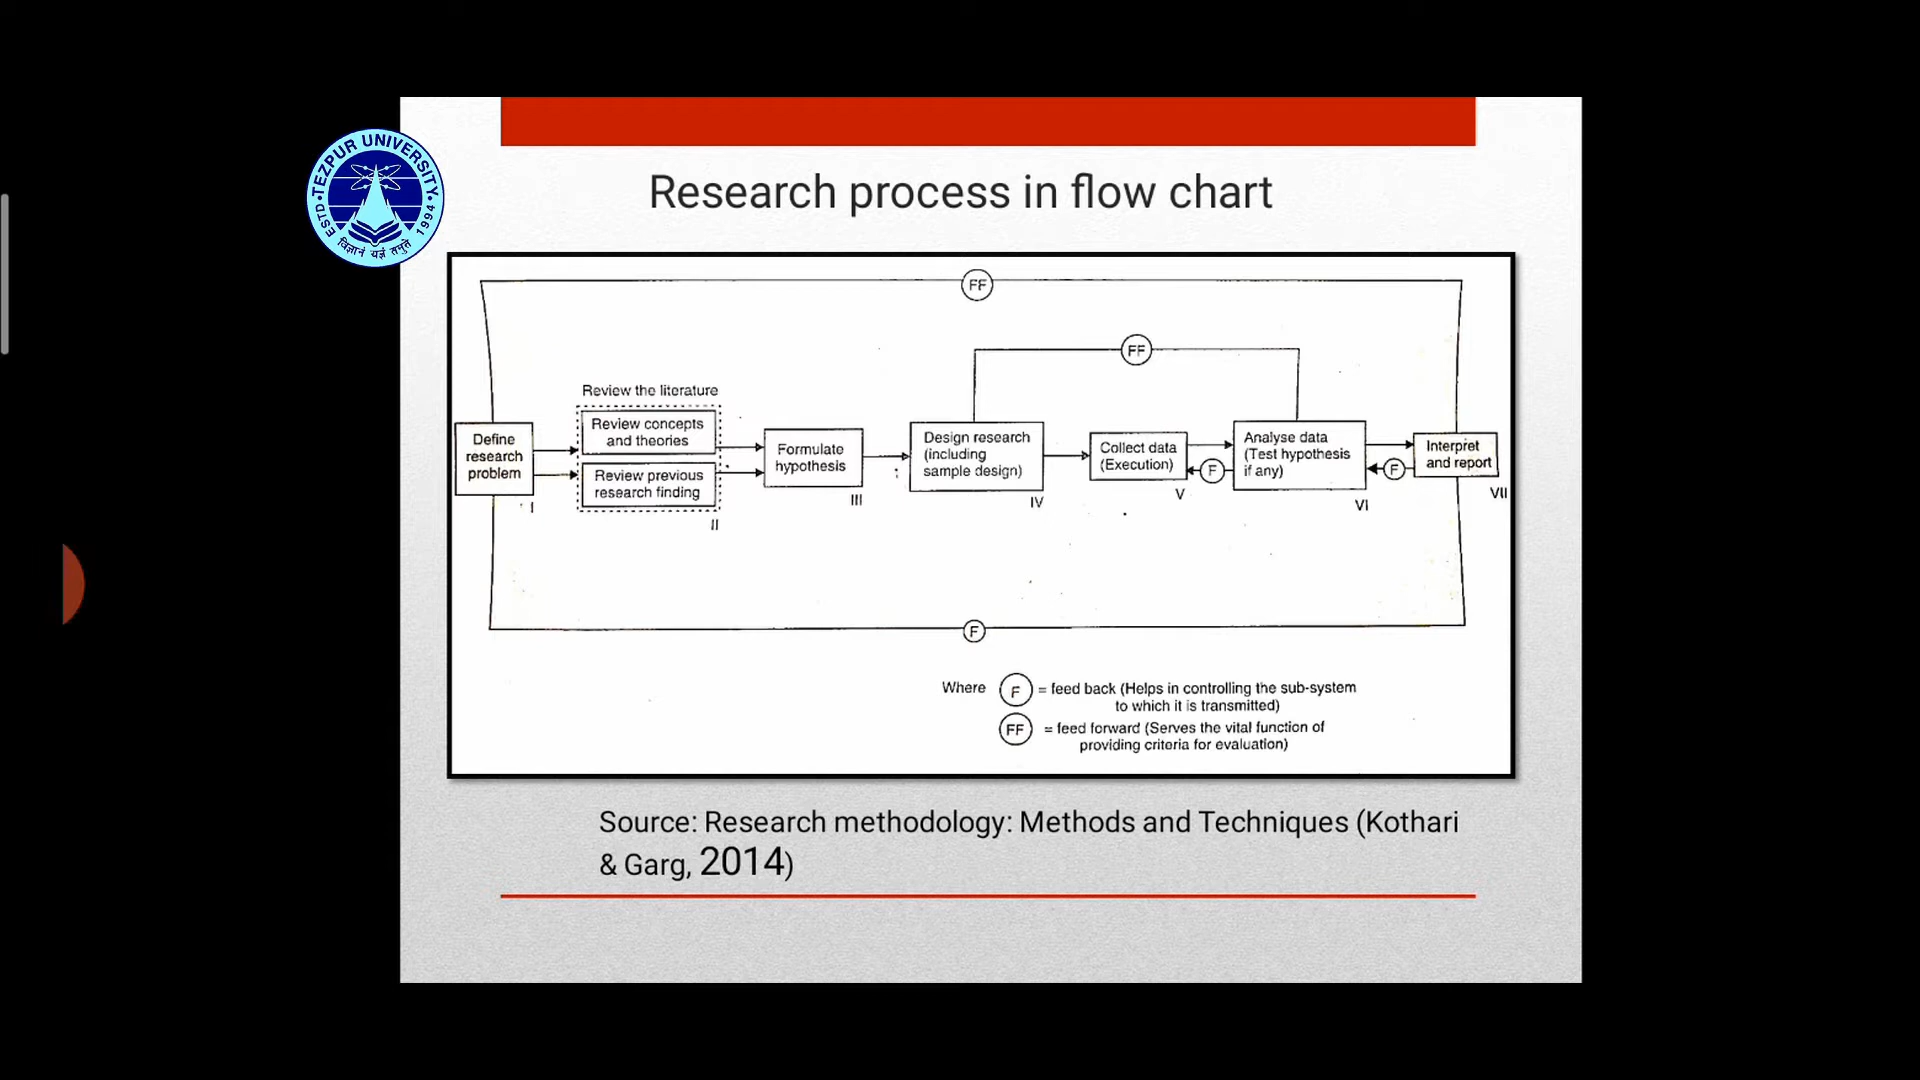 TEZPUR UNIVERSITY
ESTD 1994
विज्ञानं यज्ञं तनुते
Research process in flow chart
FF
FF
Review the literature
Define
research
problem
I
Review concepts
and theories
Review previous
research finding
II
Formulate
hypothesis
III
Design research
(including
sample design)
IV
Collect data
(Execution)
V
F
Analyse data
(Test hypothesis
if any)
VI
F
Interpret
and report
VII
F
Where F = feed back (Helps in controlling the sub-system
to which it is transmitted)
FF = feed forward (Serves the vital function of
providing criteria for evaluation)
Source: Research methodology: Methods and Techniques (Kothari
& Garg, 2014)